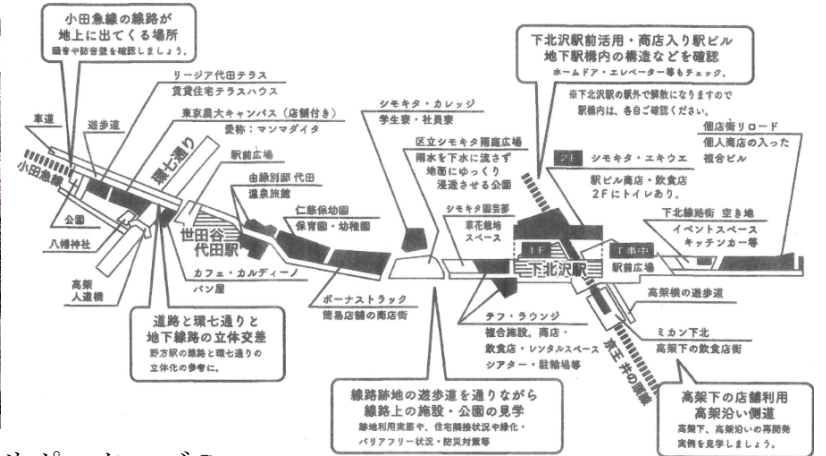 小田急線の線路が
地上に出てくる場所
騒音や防音壁を確認しましょう。
リージア代田テラス
賃貸住宅テラスハウス
東京農大キャンパス（店舗付き）
愛称：マンマダイタ
車道
遊歩道
環七通り
駅前広場
小田急線
公園
八幡神社
高架
人道橋
世田谷
代田駅
由縁別邸 代田
温泉旅館
仁慈保幼園
保育園・幼稚園
カフェ・カルディーノ
パン屋
ボーナストラック
簡易店舗の商店街
道路と環七通りと
地下線路の立体交差
野方駅の線路と環七通りの
立体化の参考に。
シモキタ・カレッジ
学生寮・社員寮
区立シモキタ雨庭広場
雨水を下水に流さず
地面にゆっくり
浸透させる公園
シモキタ園芸部
草花栽培
スペース
下北沢駅前活用・商店入り駅ビル
地下駅構内の構造などを確認
ホームドア・エレベーター等もチェック。
※下北沢駅の駅外で解散になりますので
駅構内は、各自ご確認ください。
2F
シモキタ・エキウエ
駅ビル商店・飲食店
2Fにトイレあり。
個店街リロード
個人商店の入った
複合ビル
下北線路街 空き地
イベントスペース
キッチンカー等
1F
下北沢駅
工事中
駅前広場
高架横の遊歩道
テフ・ラウンジ
複合施設。商店・
飲食店・レンタルスペース
シアター・駐輪場等
ミカン下北
高架下の飲食店街
京王 井の頭線
線路跡地の遊歩道を通りながら
線路上の施設・公園の見学
跡地利用実態や、住宅隣接状況や緑化・
バリアフリー状況・防災対策等
高架下の店舗利用
高架沿い側道
高架下、高架沿いの再開発
実例を見学しましょう。